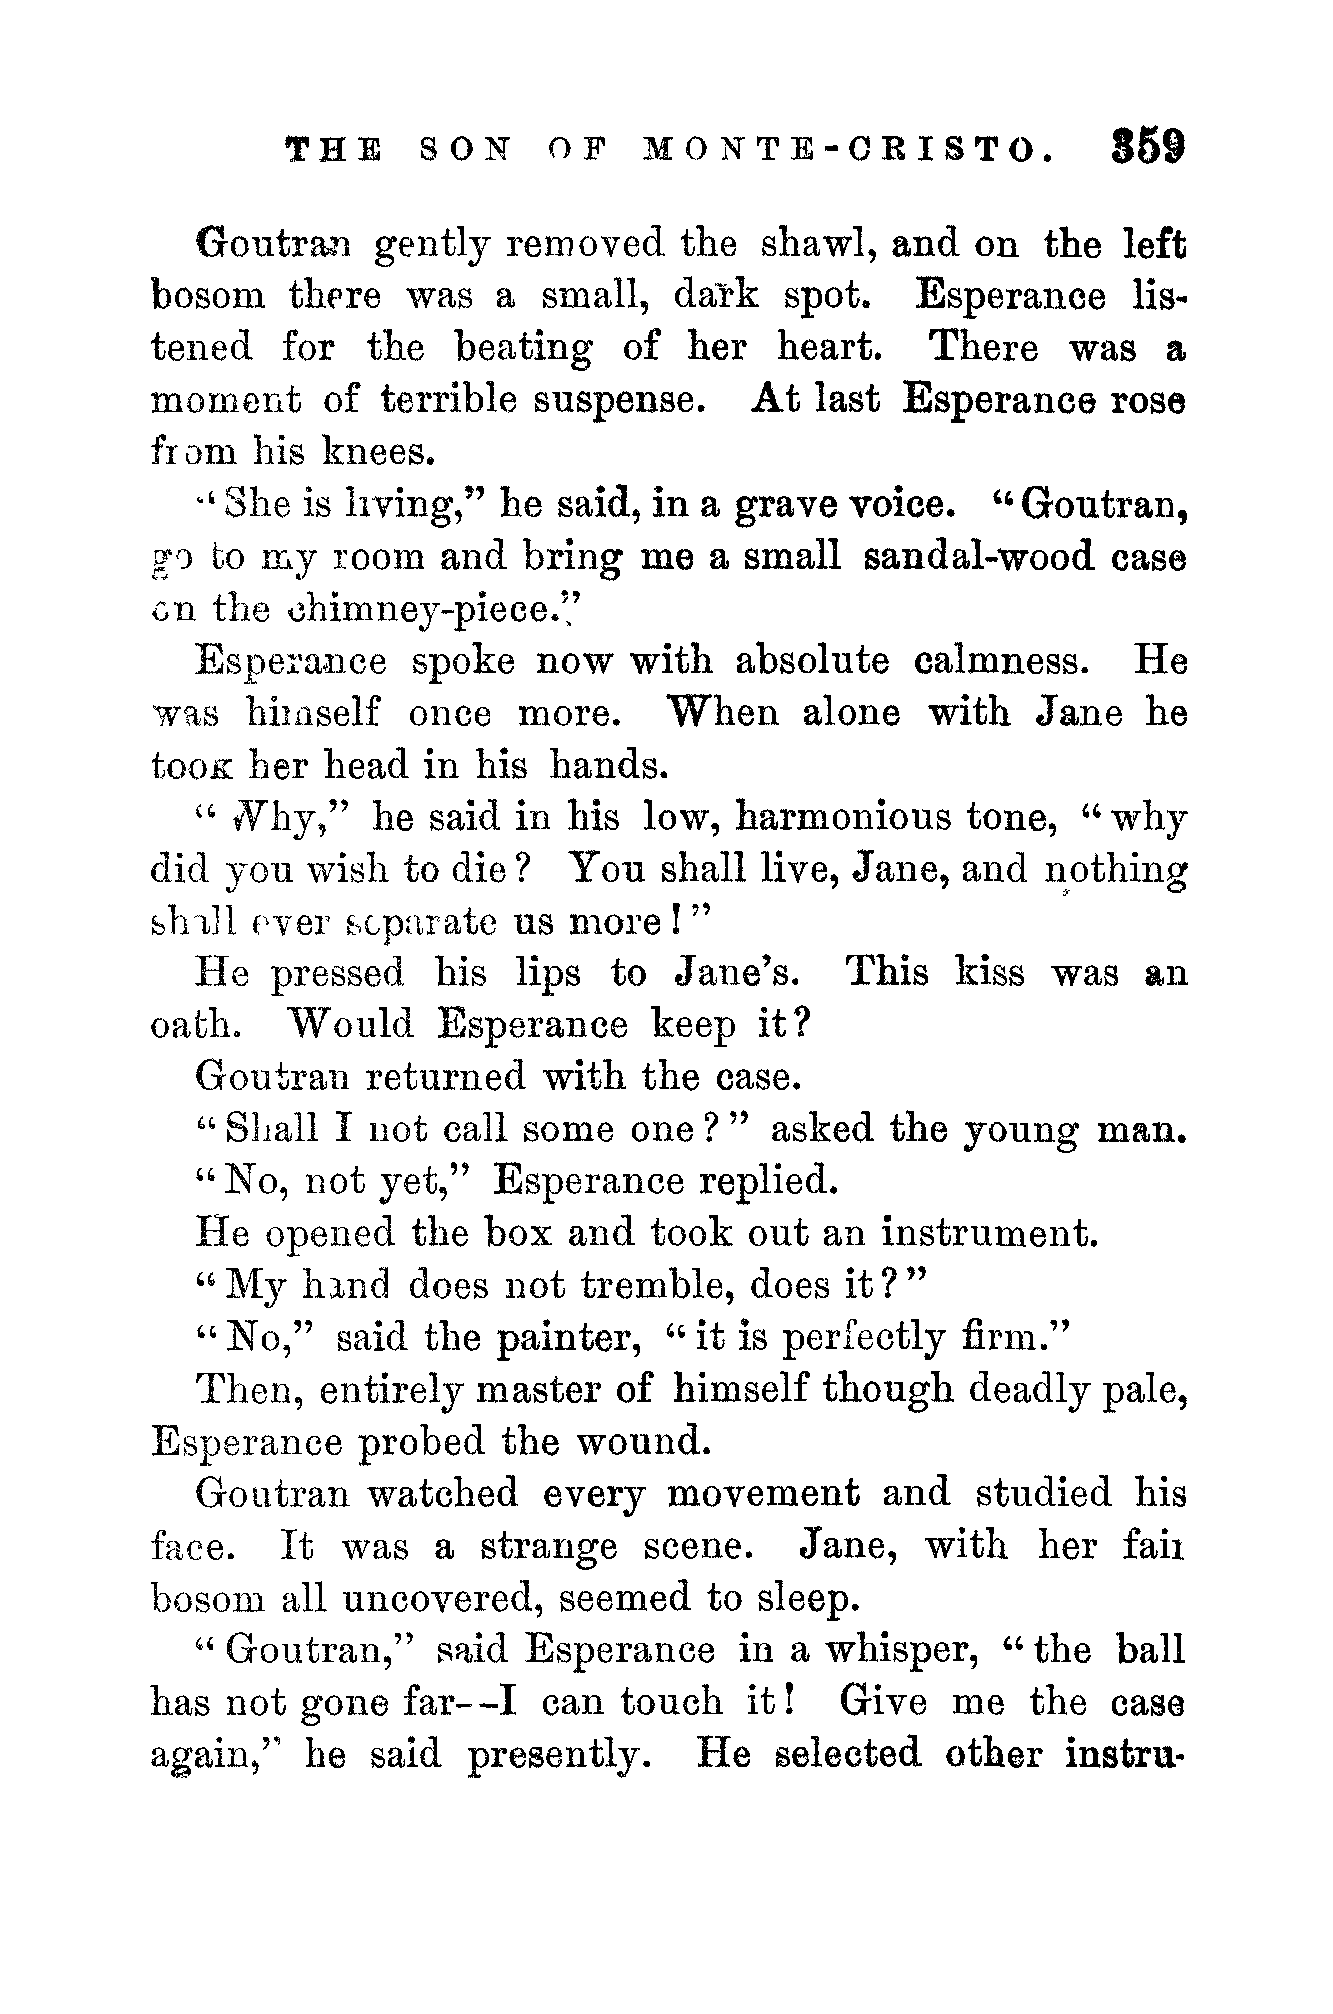 THE SON OF MONTE-CRISTO. 359
Goutran gently removed the shawl, and on the left
bosom there was a small, dark spot. Esperance lis-
tened for the beating of her heart. There was a
moment of terrible suspense. At last Esperance rose
from his knees.
“She is living,” he said, in a grave voice. “Goutran,
go to my room and bring me a small sandal-wood case
on the chimney-piece.”
Esperance spoke now with absolute calmness. He
was himself once more. When alone with Jane he
took her head in his hands.
“Why,” he said in his low, harmonious tone, “why
did you wish to die? You shall live, Jane, and nothing
shall ever separate us more!”
He pressed his lips to Jane’s. This kiss was an
oath. Would Esperance keep it?
Goutran returned with the case.
“Shall I not call some one?” asked the young man.
“No, not yet,” Esperance replied.
He opened the box and took out an instrument.
“My hand does not tremble, does it?”
“No,” said the painter, “it is perfectly firm.”
Then, entirely master of himself though deadly pale,
Esperance probed the wound.
Goutran watched every movement and studied his
face. It was a strange scene. Jane, with her fair
bosom all uncovered, seemed to sleep.
“Goutran,” said Esperance in a whisper, “the ball
has not gone far--I can touch it! Give me the case
again,” he said presently. He selected other instru-